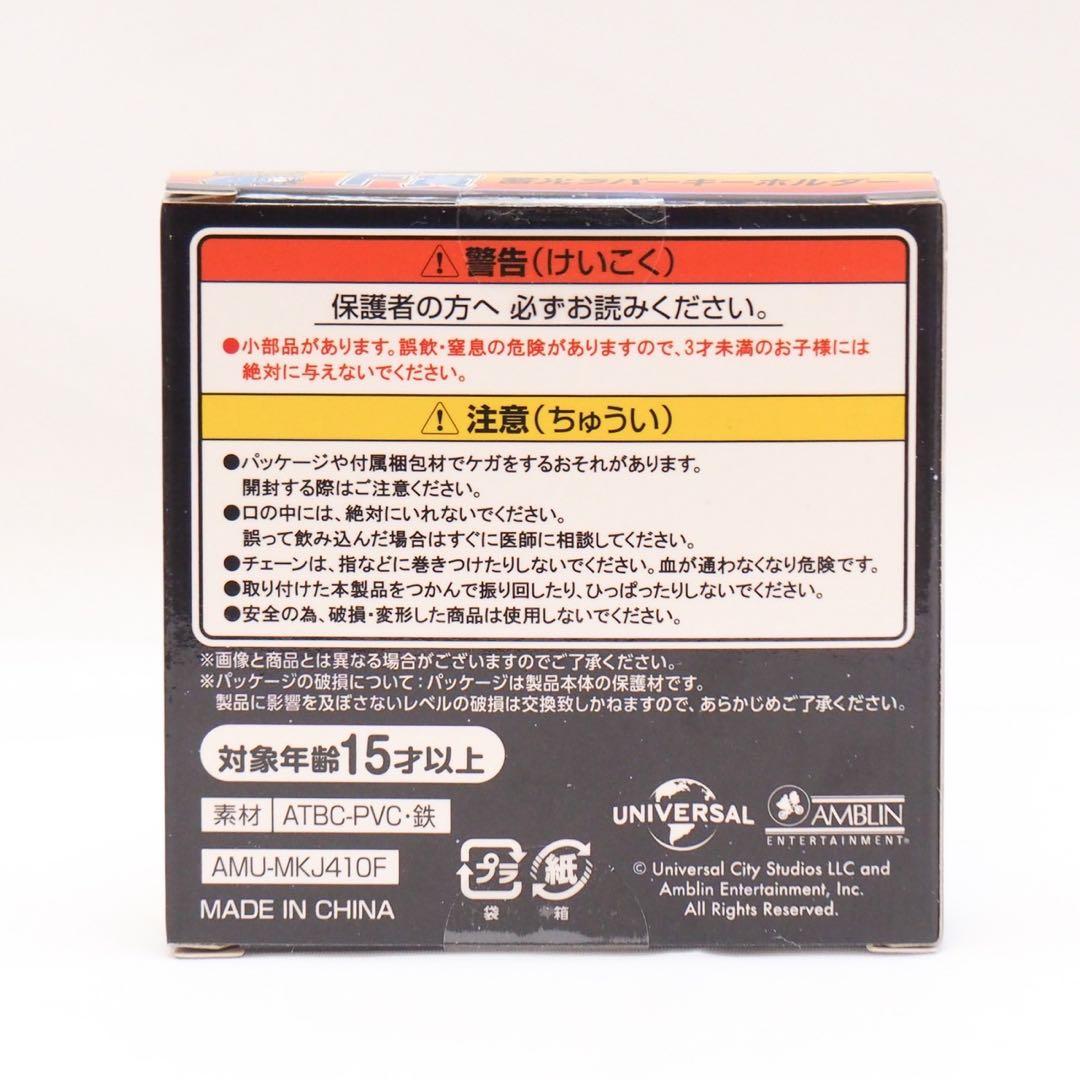 蓄光ラバーキーホルダー
警告(けいこく)
保護者の方へ 必ずお読みください。
●小部品があります。誤飲・窒息の危険がありますので、3才未満のお子様には
絶対に与えないでください。
注意(ちゅうい)
●パッケージや付属梱包材でケガをするおそれがあります。
開封する際はご注意ください。
●口の中には、絶対にいれないでください。
誤って飲み込んだ場合はすぐに医師に相談してください。
●チェーンは、指などに巻きつけたりしないでください。血が通わなくなり危険です。
●取り付けた本製品をつかんで振り回したり、ひっぱったりしないでください。
●安全の為、破損・変形した商品は使用しないでください。
※画像と商品とは異なる場合がございますのでご了承ください。
※パッケージの破損について：パッケージは製品本体の保護材です。
製品に影響を及ぼさないレベルの破損は交換致しかねますので、あらかじめご了承ください。
対象年齢15才以上
素材 ATBC-PVC・鉄
AMU-MKJ410F
MADE IN CHINA
プラ
袋
紙
箱
UNIVERSAL
AMBLIN
ENTERTAINMENT®
© Universal City Studios LLC and
Amblin Entertainment, Inc.
All Rights Reserved.